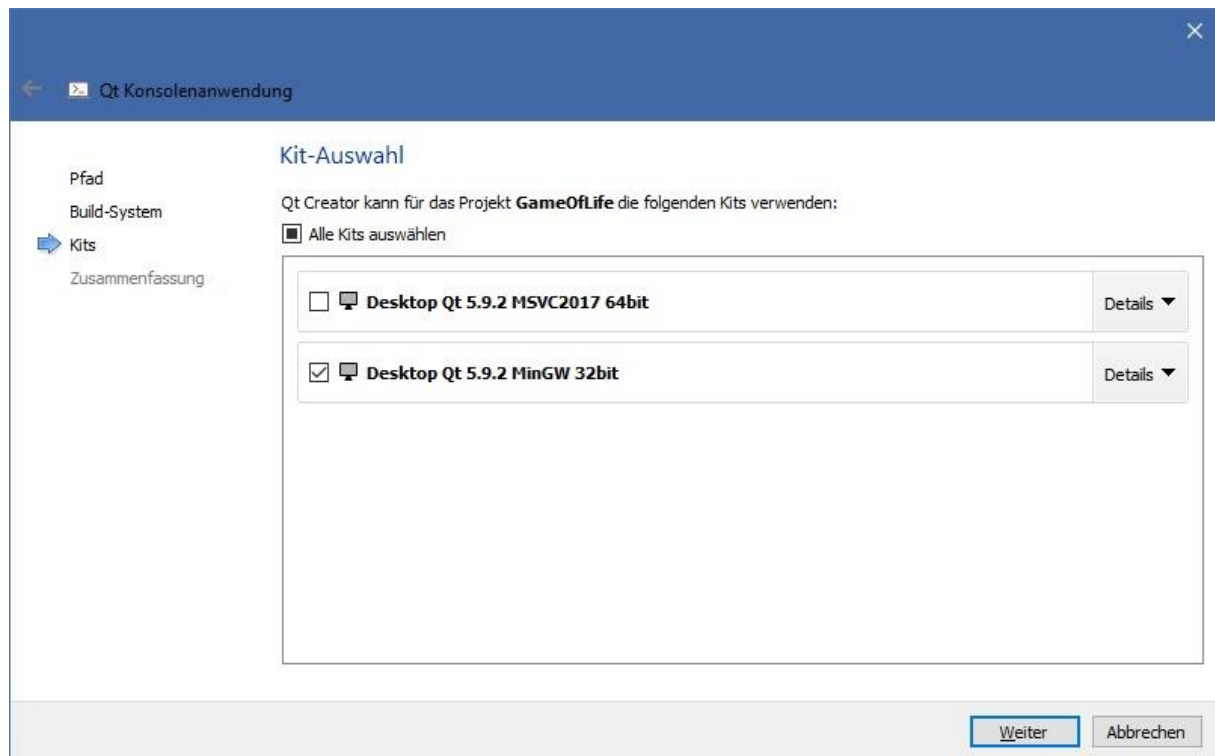 Qt Konsolenanwendung
Pfad
Build-System
Kits
Zusammenfassung
Kit-Auswahl
Qt Creator kann für das Projekt GameOfLife die folgenden Kits verwenden:
Alle Kits auswählen
Desktop Qt 5.9.2 MSVC2017 64bit Details
Desktop Qt 5.9.2 MinGW 32bit Details
Weiter Abbrechen